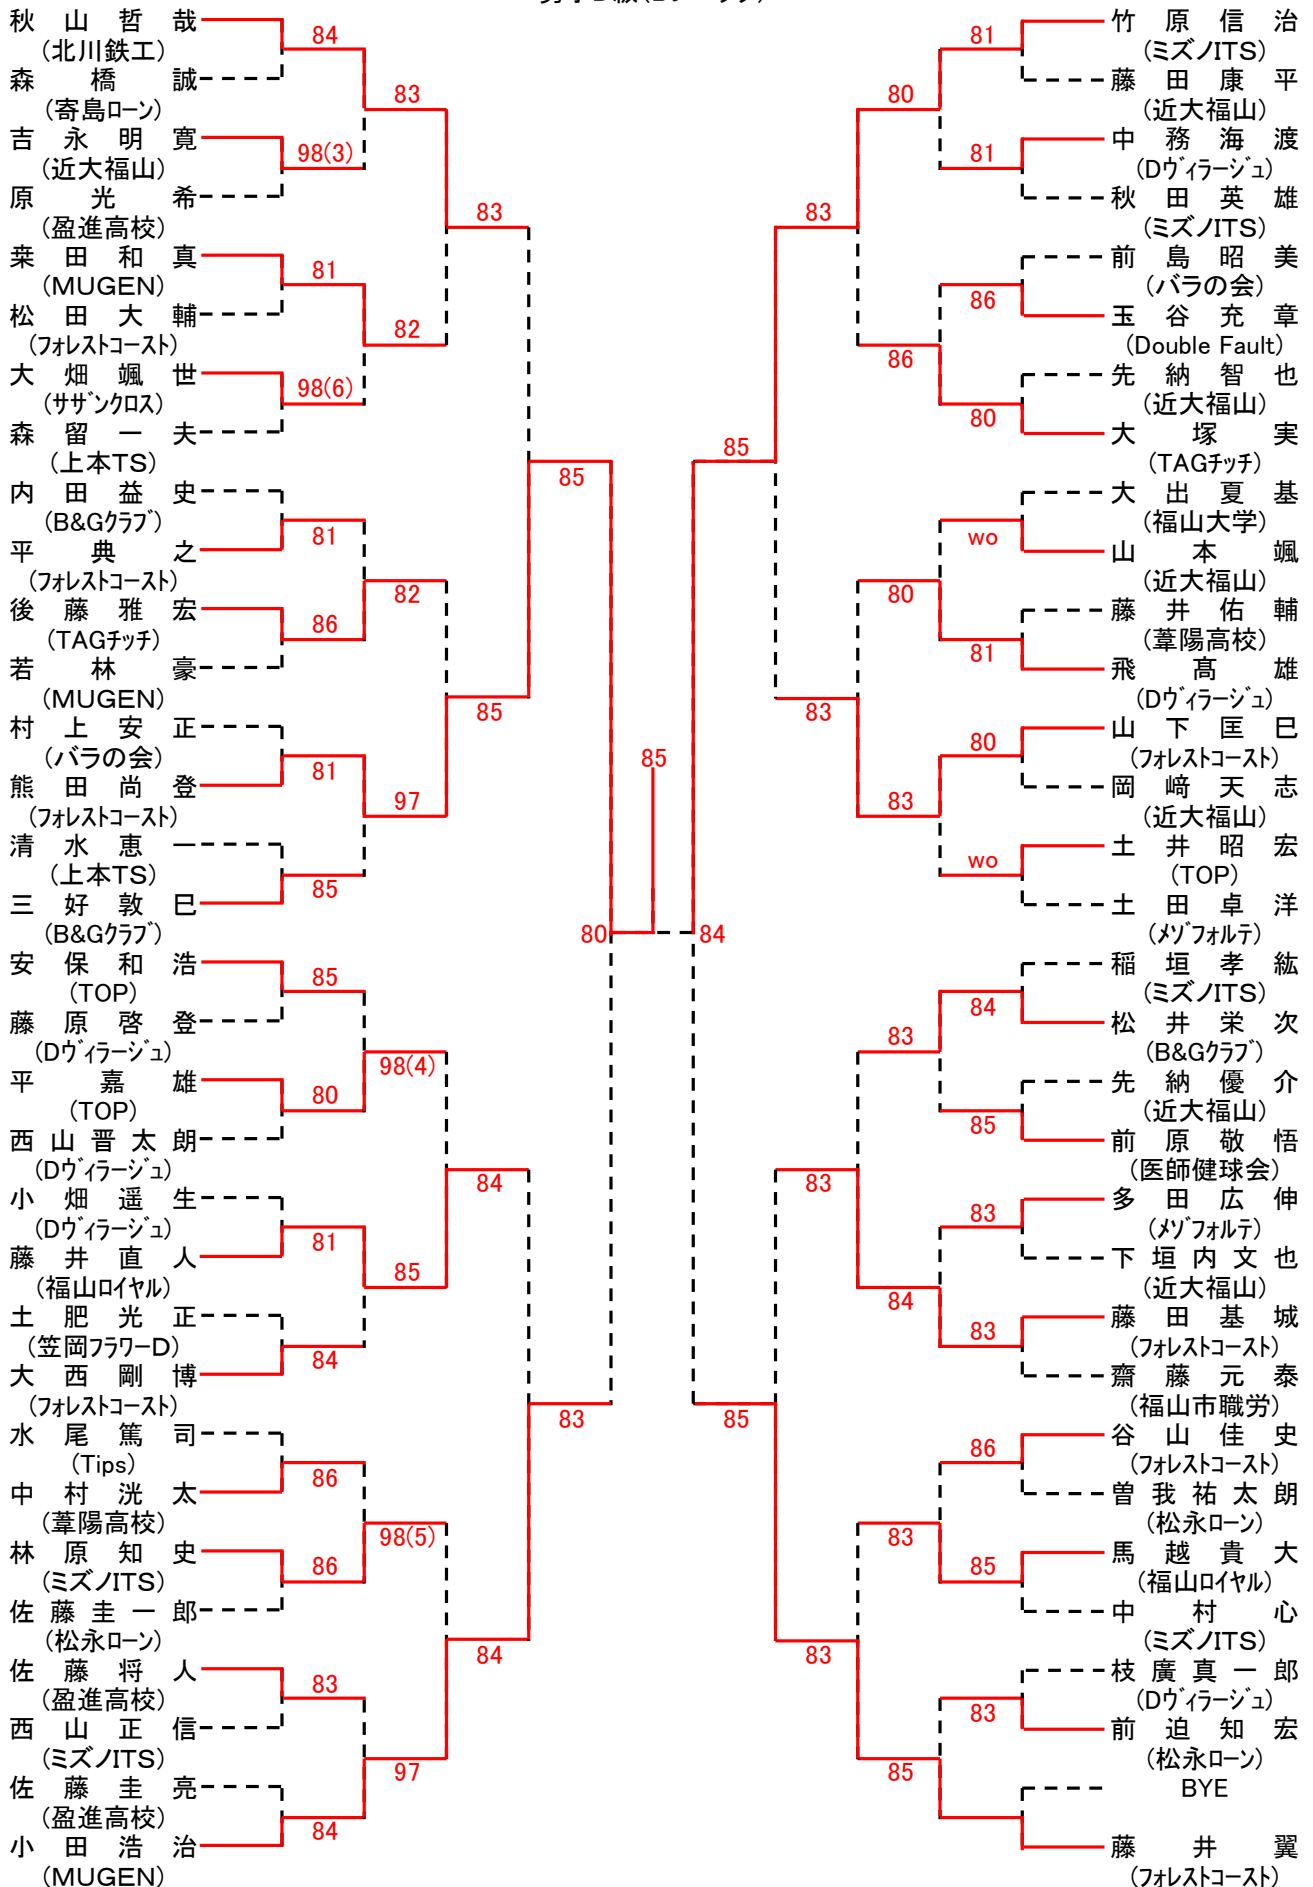 秋山哲哉
(北川鉄工)
84
森橋誠
(寄島ローン)
83
吉永明寛
(近大福山)
98(3)
原光希
(盈進高校)
83
桒田和真
(MUGEN)
81
松田大輔
(フォレストコースト)
82
大畑颯世
(サザンクロス)
98(6)
森留一夫
(上本TS)
85
内田益史
(B&Gクラブ)
81
平典之
(フォレストコースト)
82
後藤雅宏
(TAGチッチ)
86
若林豪
(MUGEN)
85
村上安正
(バラの会)
81
熊田尚登
(フォレストコースト)
97
清水恵一
(上本TS)
85
三好敦巳
(B&Gクラブ)
80
安保和浩
(TOP)
85
藤原啓登
(Dヴィラージュ)
98(4)
平嘉雄
(TOP)
80
西山晋太朗
(Dヴィラージュ)
84
小畑遥生
(Dヴィラージュ)
81
藤井直人
(福山ロイヤル)
85
土肥光正
(笠岡フラワーD)
84
大西剛博
(フォレストコースト)
83
水尾篤司
(Tips)
86
中村洸太
(葦陽高校)
98(5)
林原知史
(ミズノITS)
86
佐藤圭一郎
(松永ローン)
84
佐藤将人
(盈進高校)
83
西山正信
(ミズノITS)
97
佐藤圭亮
(盈進高校)
84
小田浩治
(MUGEN)
85
竹原信治
(ミズノITS)
81
藤田康平
(近大福山)
80
中務海渡
(Dヴィラージュ)
81
秋田英雄
(ミズノITS)
83
前島昭美
(バラの会)
86
玉谷充章
(Double Fault)
86
先納智也
(近大福山)
80
大塚実
(TAGチッチ)
85
大出夏基
(福山大学)
wo
山本颯
(近大福山)
80
藤井佑輔
(葦陽高校)
81
飛髙雄
(Dヴィラージュ)
83
山下匡巳
(フォレストコースト)
80
岡﨑天志
(近大福山)
83
土井昭宏
(TOP)
wo
土田卓洋
(メゾフォルテ)
84
稲垣孝紘
(ミズノITS)
84
松井栄次
(B&Gクラブ)
83
先納優介
(近大福山)
85
前原敬悟
(医師健球会)
83
多田広伸
(メゾフォルテ)
83
下垣内文也
(近大福山)
84
藤田基城
(フォレストコースト)
83
齋藤元泰
(福山市職労)
85
谷山佳史
(フォレストコースト)
86
曽我祐太朗
(松永ローン)
83
馬越貴大
(福山ロイヤル)
85
中村心
(ミズノITS)
83
枝廣真一郎
(Dヴィラージュ)
83
前迫知宏
(松永ローン)
85
BYE
藤井翼
(フォレストコースト)